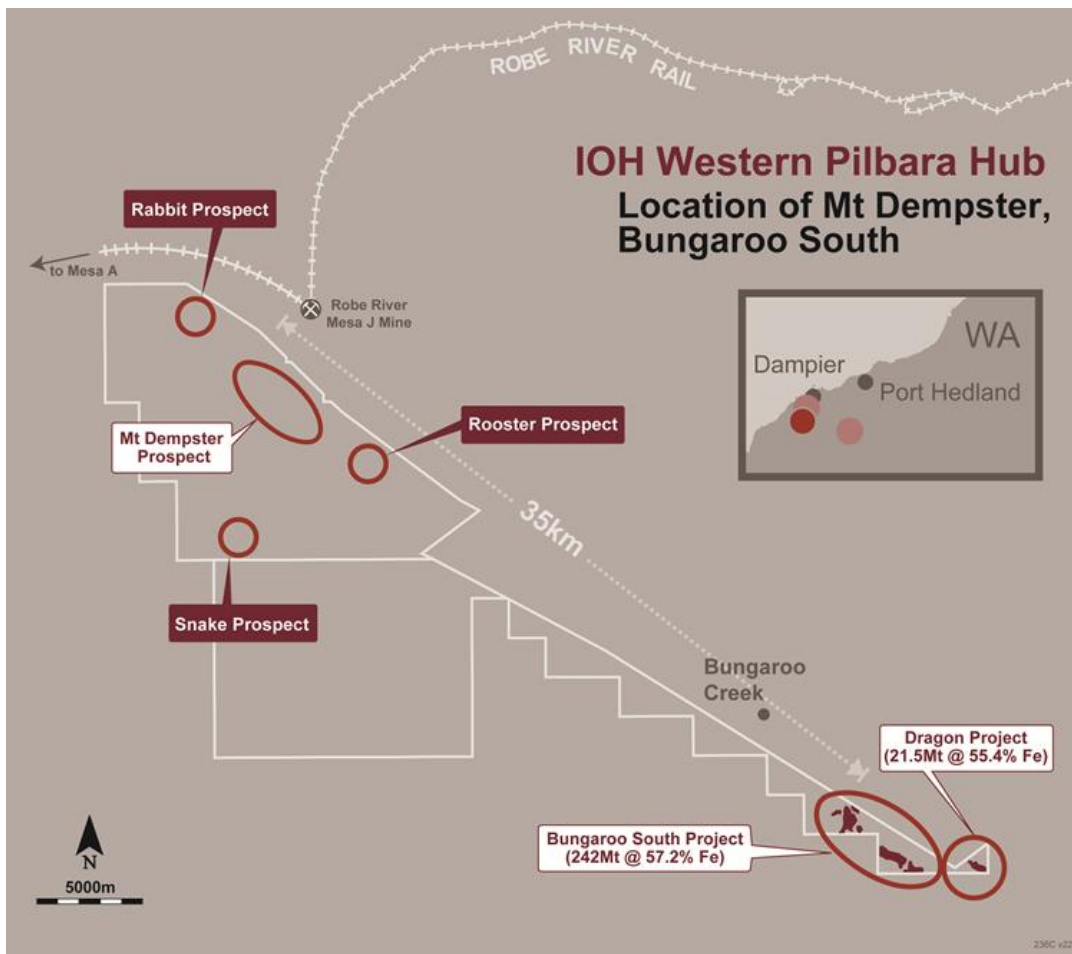 ROBE RIVER RAIL
IOH Western Pilbara Hub
Location of Mt Dempster,
Bungaroo South
Rabbit Prospect
to Mesa A
Robe River
Mesa J Mine
WA
Dampier
Port Hedland
Mt Dempster
Prospect
Rooster Prospect
35km
Snake Prospect
Bungaroo
Creek
Dragon Project
(21.5Mt @ 55.4% Fe)
Bungaroo South Project
(242Mt @ 57.2% Fe)
N
5000m
236C v22